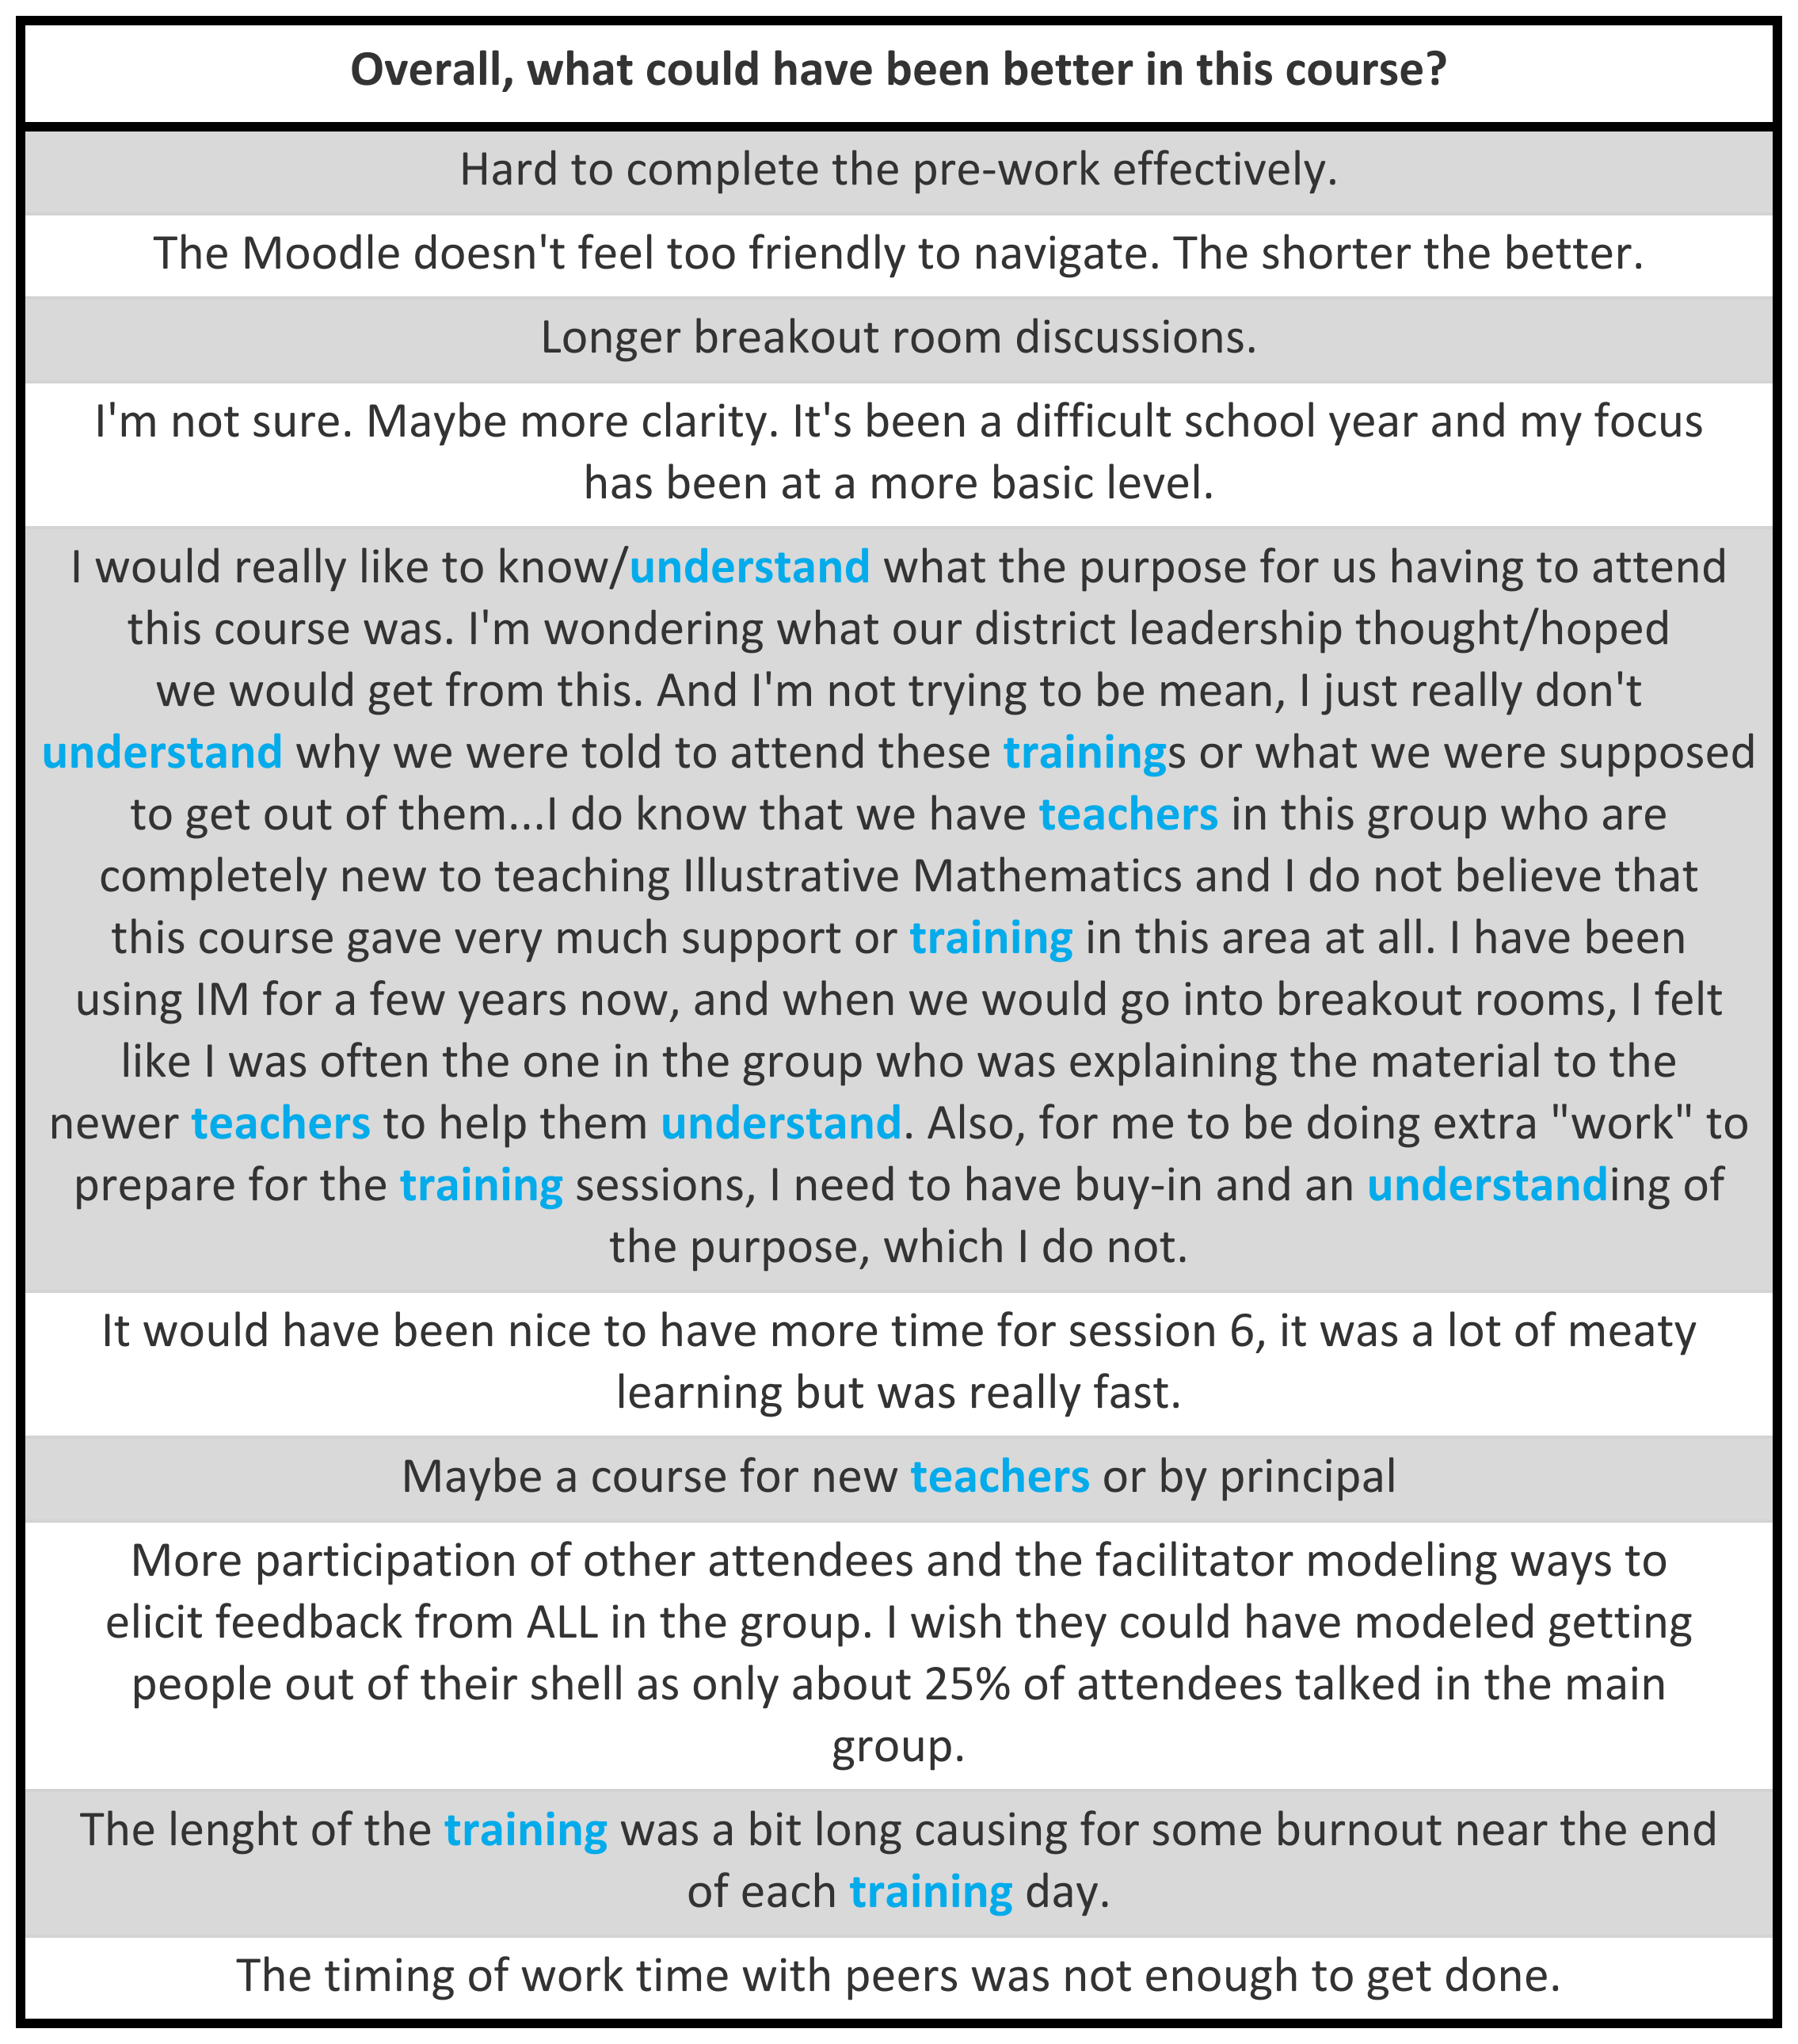 Overall, what could have been better in this course?
Hard to complete the pre-work effectively.
The Moodle doesn't feel too friendly to navigate. The shorter the better.
Longer breakout room discussions.
I'm not sure. Maybe more clarity. It's been a difficult school year and my focus
has been at a more basic level.
I would really like to know/understand what the purpose for us having to attend
this course was. I'm wondering what our district leadership thought/hoped
we would get from this. And I'm not trying to be mean, I just really don't
understand why we were told to attend these trainings or what we were supposed
to get out of them...I do know that we have teachers in this group who are
completely new to teaching Illustrative Mathematics and I do not believe that
this course gave very much support or training in this area at all. I have been
using IM for a few years now, and when we would go into breakout rooms, I felt
like I was often the one in the group who was explaining the material to the
newer teachers to help them understand. Also, for me to be doing extra "work" to
prepare for the training sessions, I need to have buy-in and an understanding of
the purpose, which I do not.
It would have been nice to have more time for session 6, it was a lot of meaty
learning but was really fast.
Maybe a course for new teachers or by principal
More participation of other attendees and the facilitator modeling ways to
elicit feedback from ALL in the group. I wish they could have modeled getting
people out of their shell as only about 25% of attendees talked in the main
group.
The lenght of the training was a bit long causing for some burnout near the end
of each training day.
The timing of work time with peers was not enough to get done.